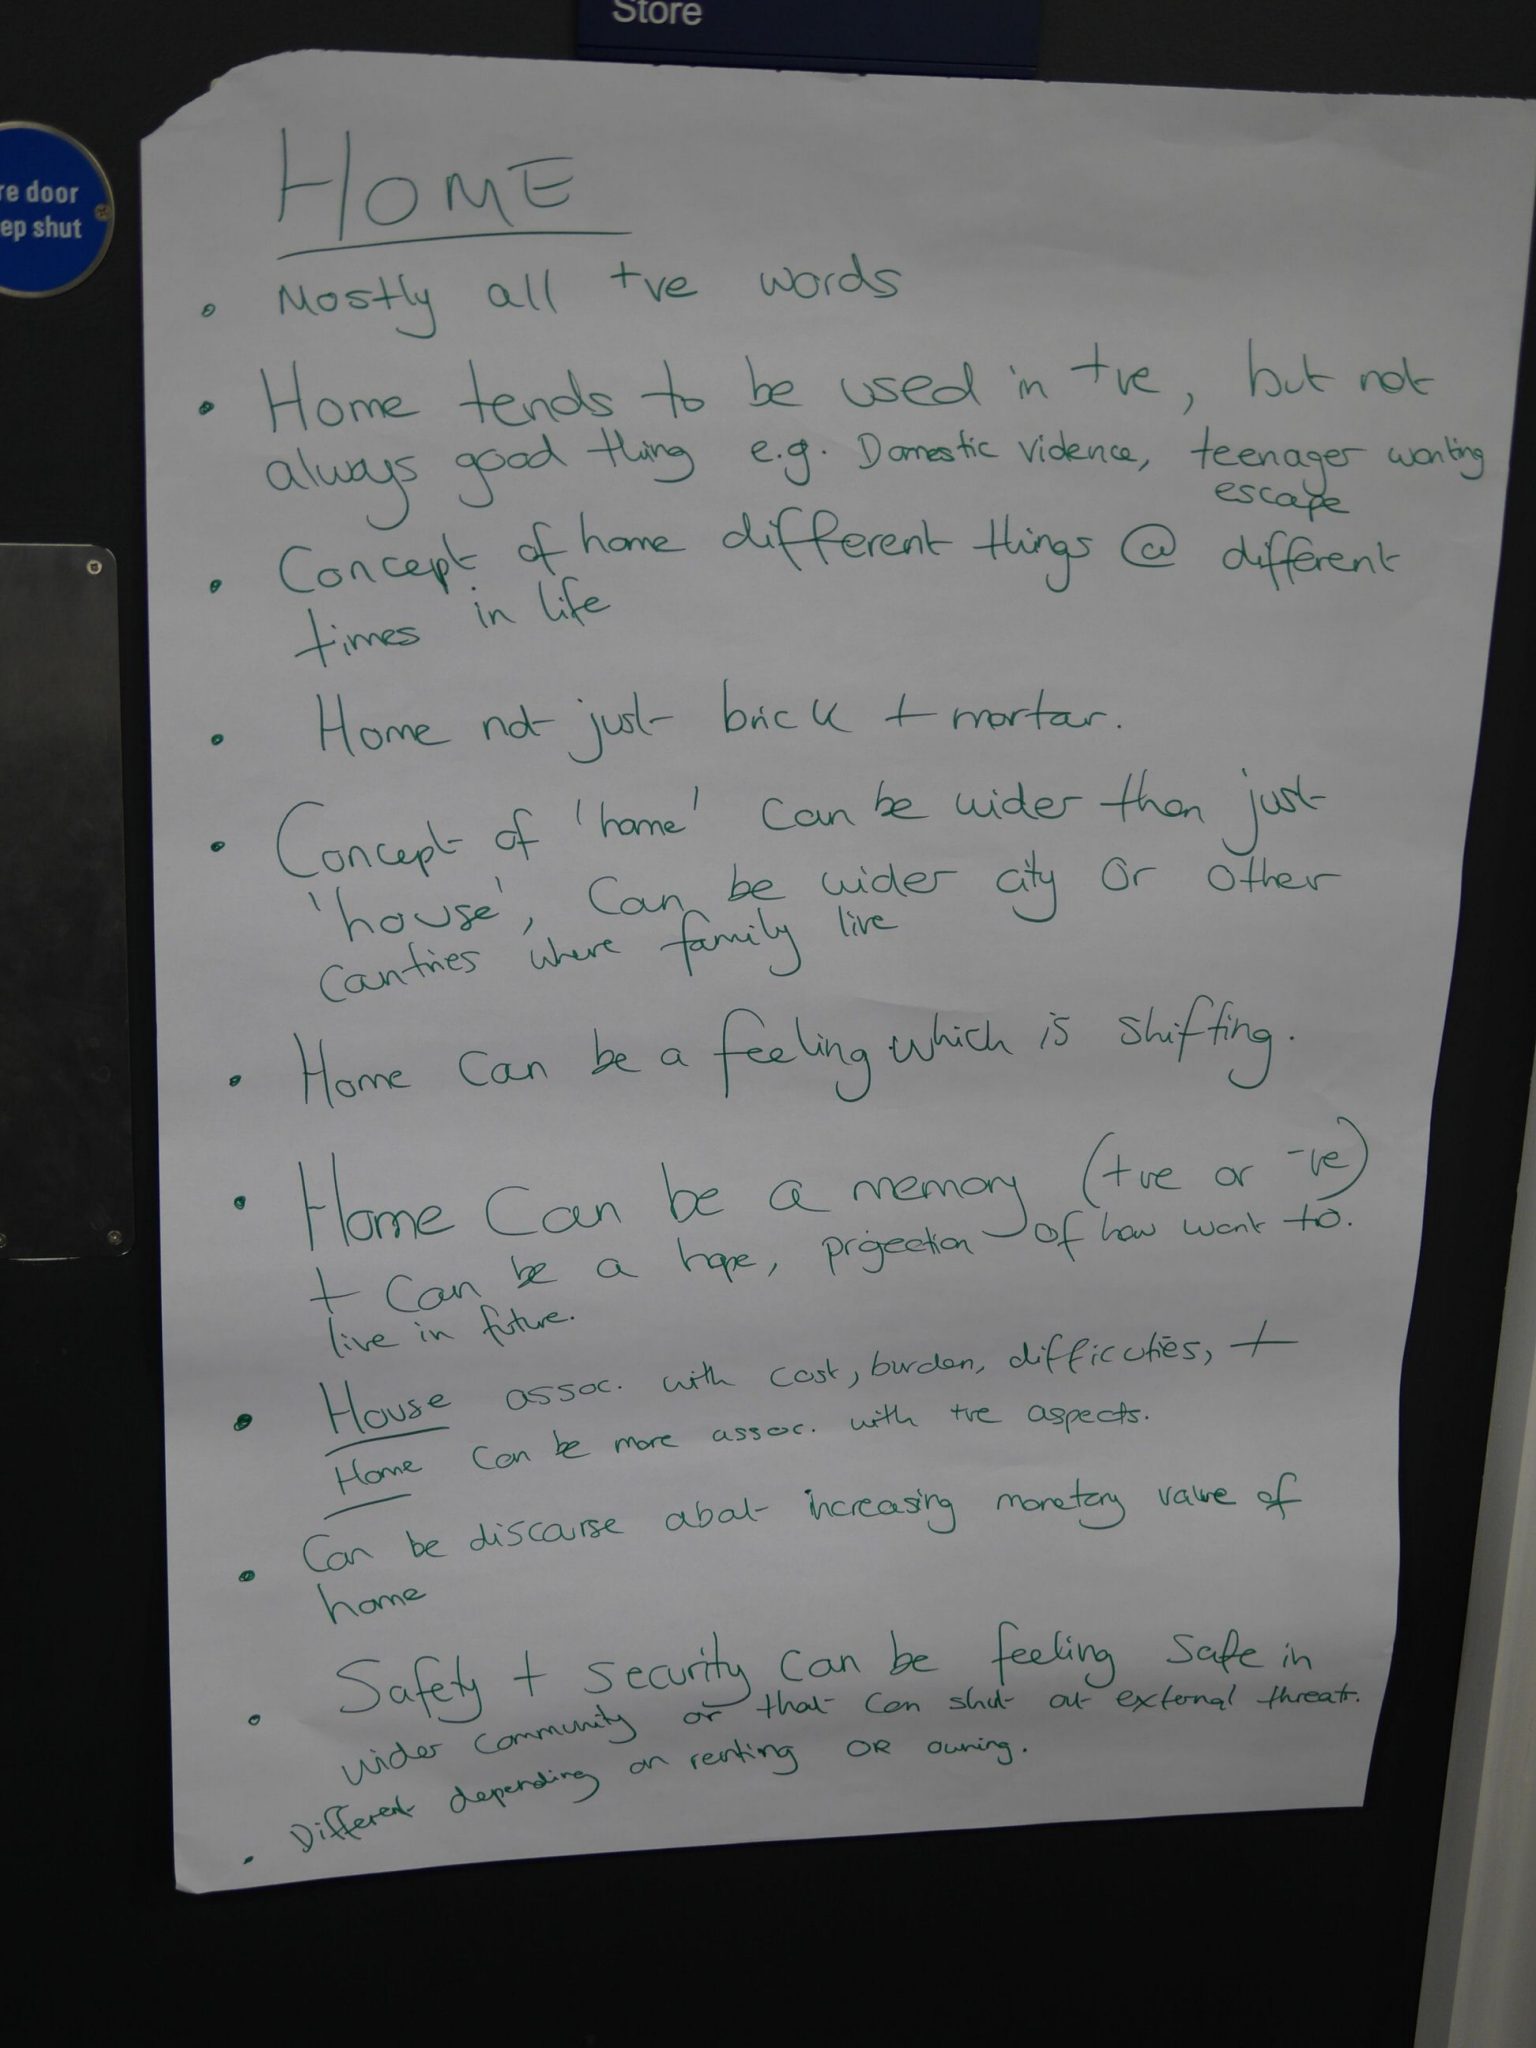 Store
re door
ep shut
HOME
• Mostly all +ve words
• Home tends to be used in +ve, but not
always good thing e.g. Domestic violence, teenager wanting
escape
• Concept of home different things @ different
times in life
• Home not just brick + mortar.
• Concept of 'home' can be wider than just
'house', can be wider city or other
countries where family live
• Home can be a feeling which is shifting.
• Home can be a memory (+ve or -ve)
+ can be a hope, projection of how want to.
live in future.
• House assoc. with cost, burden, difficulties, +
Home can be more assoc. with +ve aspects.
• Can be discourse about increasing monetary value of
home
• Safety + security can be feeling safe in
wider community or that can shut out external threats.
• Different depending on renting OR owning.